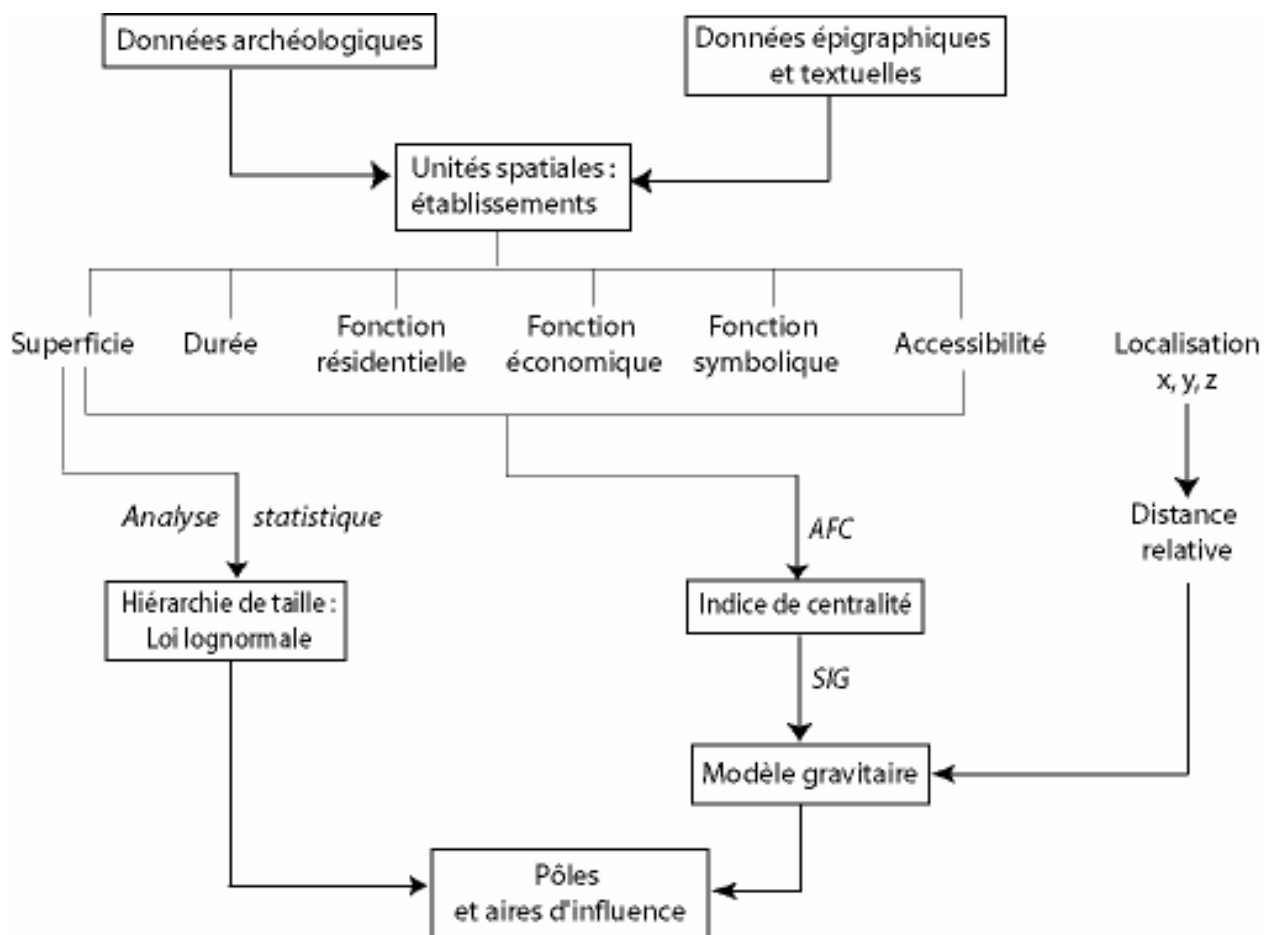 Données archéologiques
Données épigraphiques
et textuelles
Unités spatiales :
établissements
Superficie
Durée
Fonction
résidentielle
Fonction
économique
Fonction
symbolique
Accessibilité
Localisation
x, y, z
Analyse statistique
AFC
Distance
relative
Hiérarchie de taille :
Loi lognormale
Indice de centralité
SIG
Modèle gravitaire
Pôles
et aires d'influence